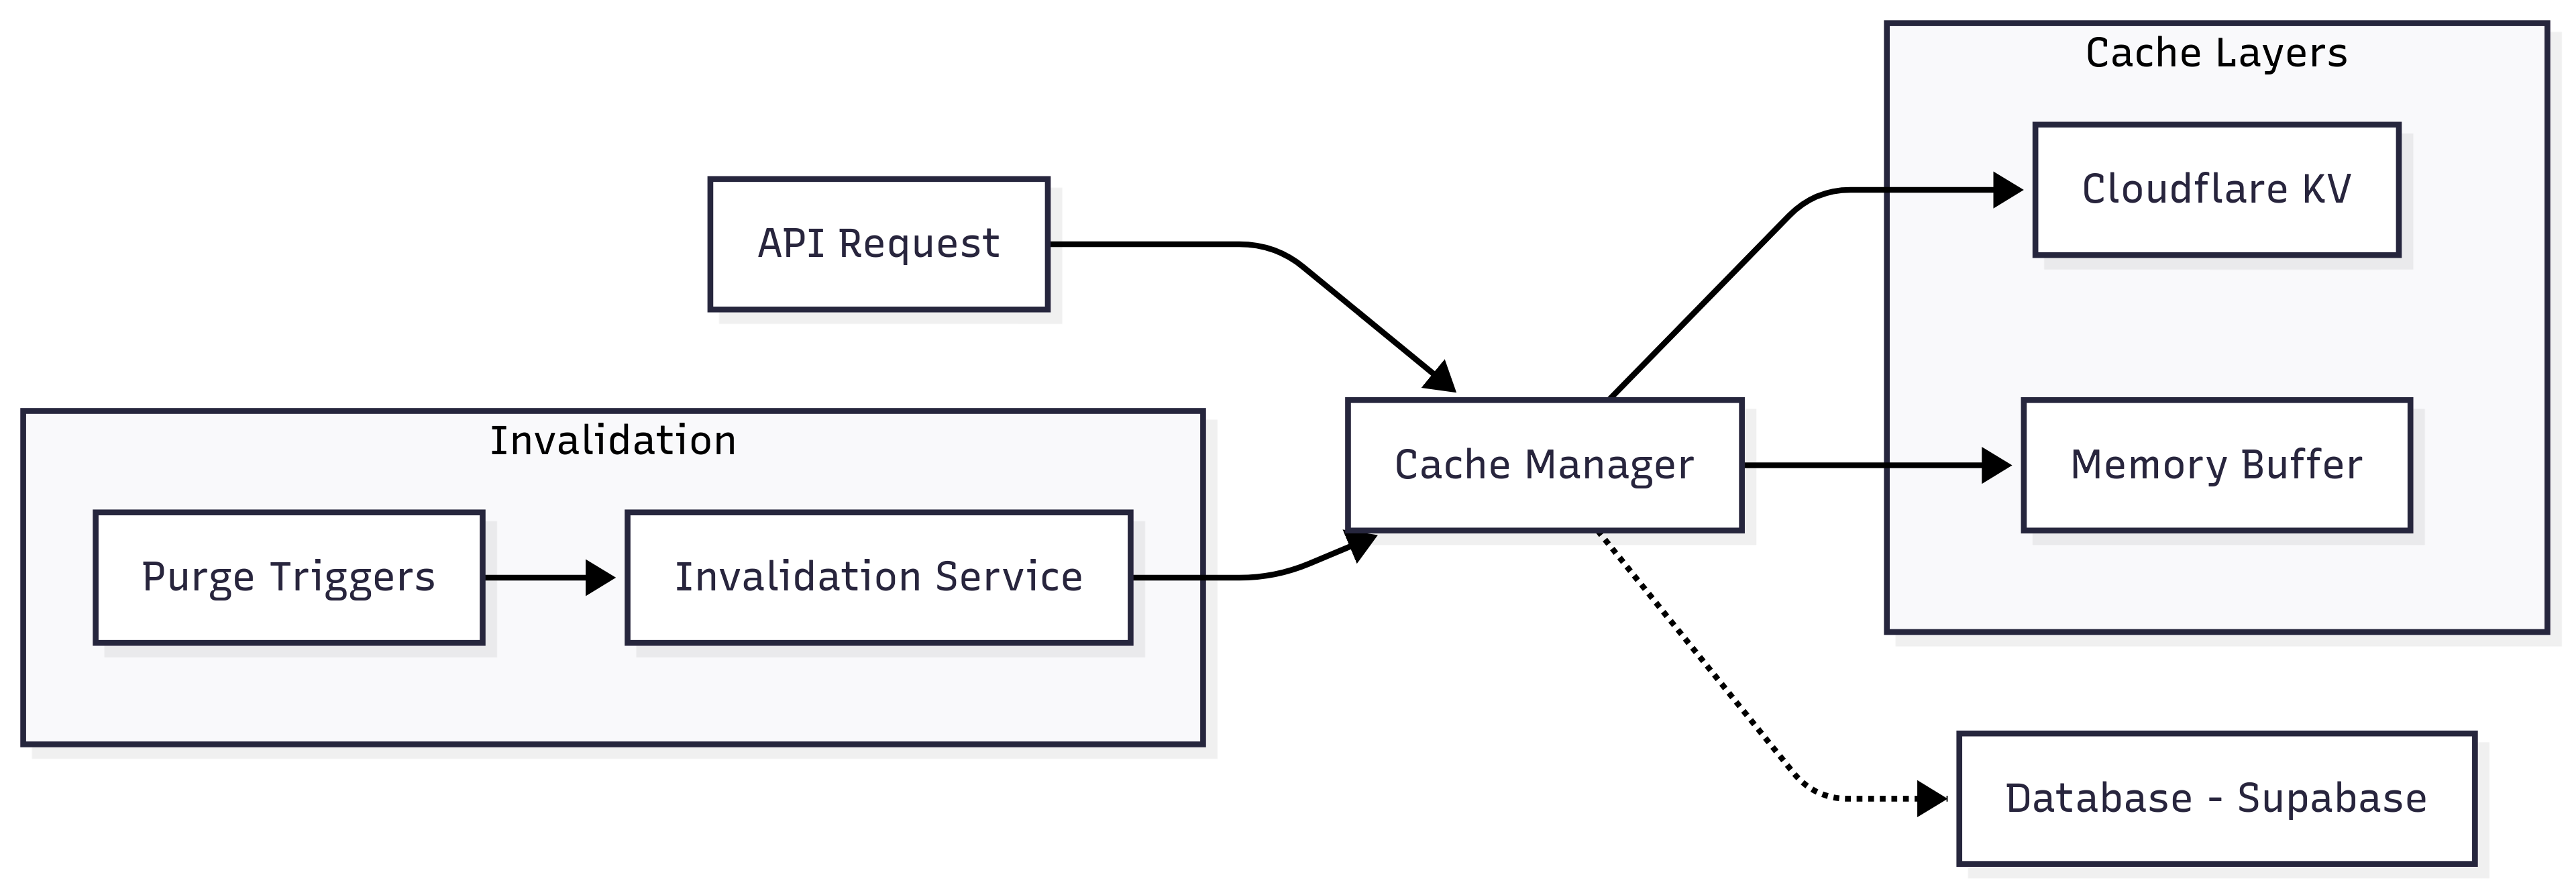 Cache Layers
Cloudflare KV
API Request
Invalidation
Cache Manager
Memory Buffer
Purge Triggers
Invalidation Service
Database - Supabase